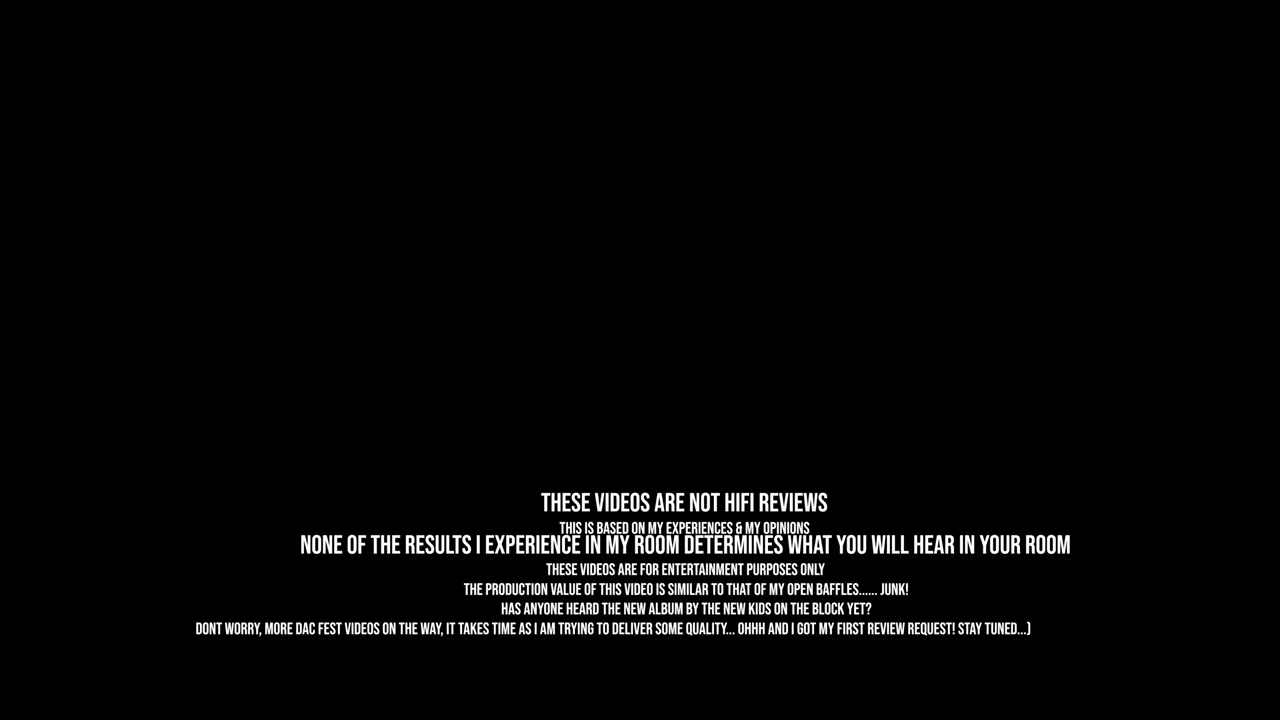 THESE VIDEOS ARE NOT HIFI REVIEWS
THIS IS BASED ON MY EXPERIENCES & MY OPINIONS
NONE OF THE RESULTS I EXPERIENCE IN MY ROOM DETERMINES WHAT YOU WILL HEAR IN YOUR ROOM
THESE VIDEOS ARE FOR ENTERTAINMENT PURPOSES ONLY
THE PRODUCTION VALUE OF THIS VIDEO IS SIMILAR TO THAT OF MY OPEN BAFFLES...... JUNK!
HAS ANYONE HEARD THE NEW ALBUM BY THE NEW KIDS ON THE BLOCK YET?
DONT WORRY, MORE DAC FEST VIDEOS ON THE WAY, IT TAKES TIME AS I AM TRYING TO DELIVER SOME QUALITY... OHHH AND I GOT MY FIRST REVIEW REQUEST! STAY TUNED...)